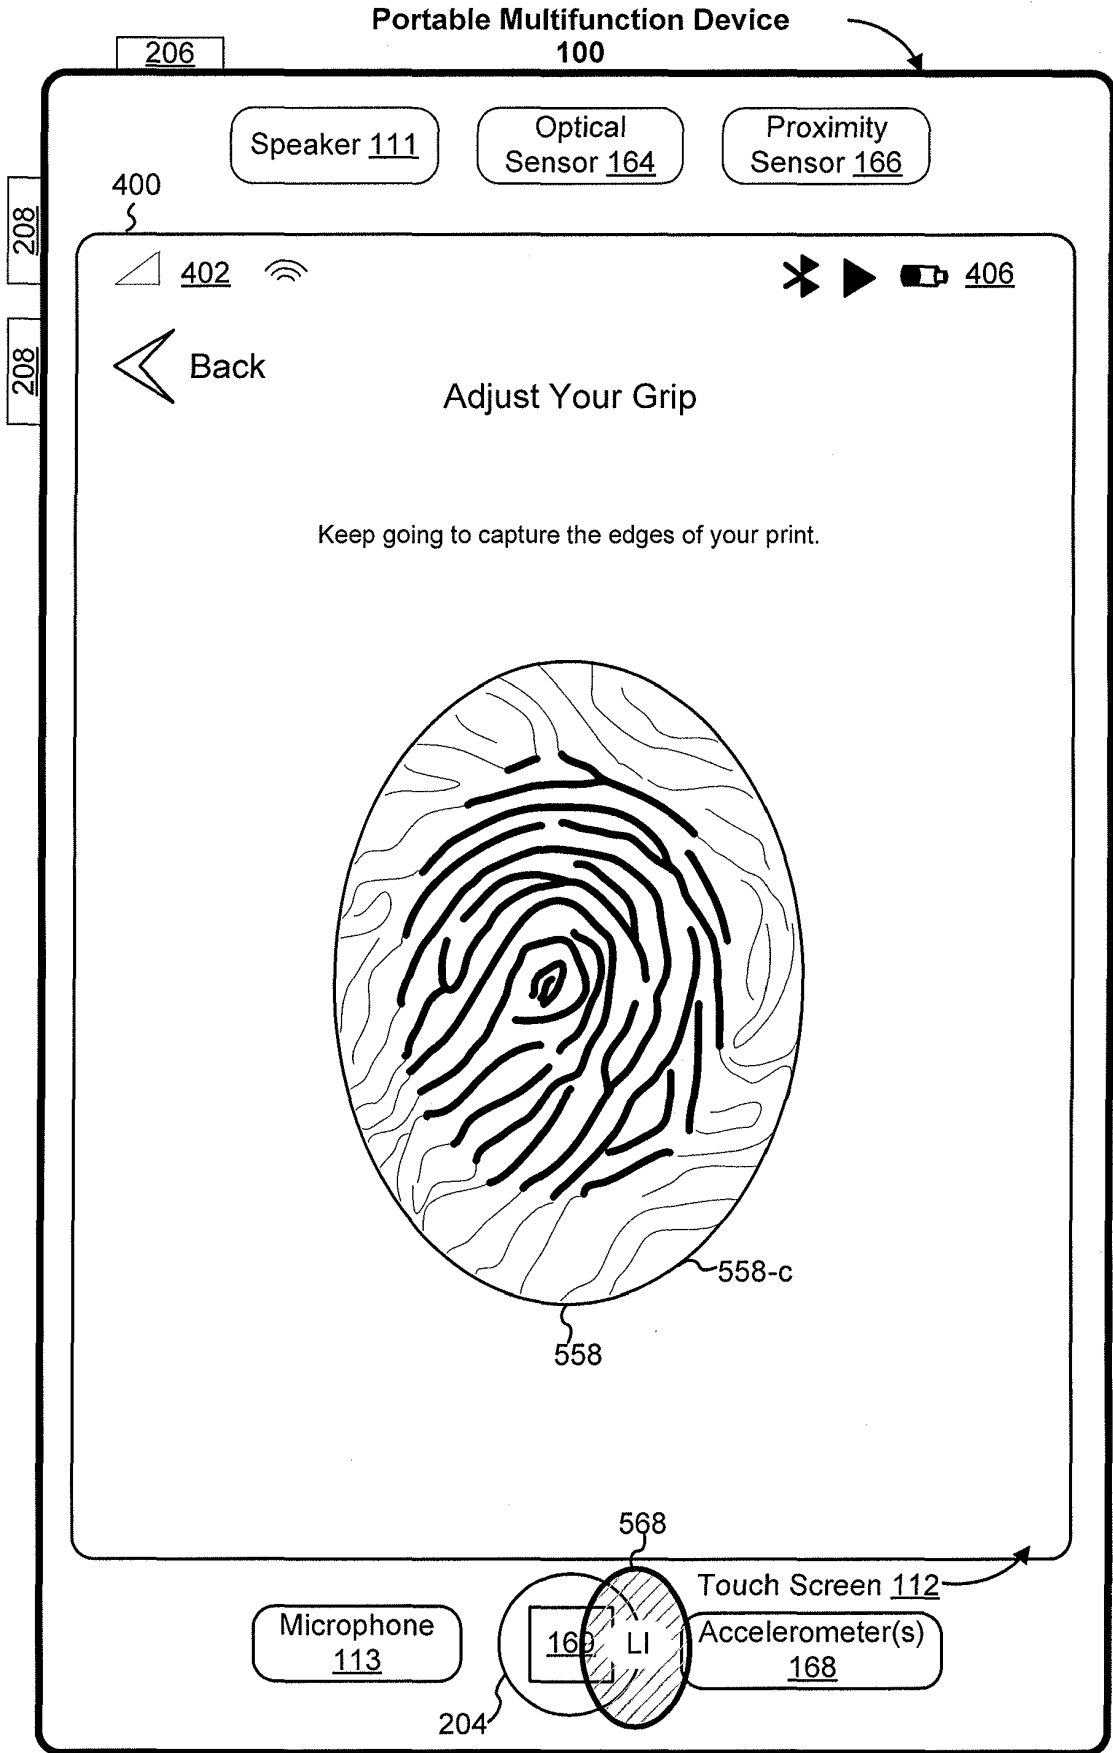 Portable Multifunction Device
100
206
Speaker 111
Optical
Sensor 164
Proximity
Sensor 166
400
208
402
406
208
Back
Adjust Your Grip
Keep going to capture the edges of your print.
558-c
558
568
Touch Screen 112
Microphone
113
169
LI
Accelerometer(s)
168
204